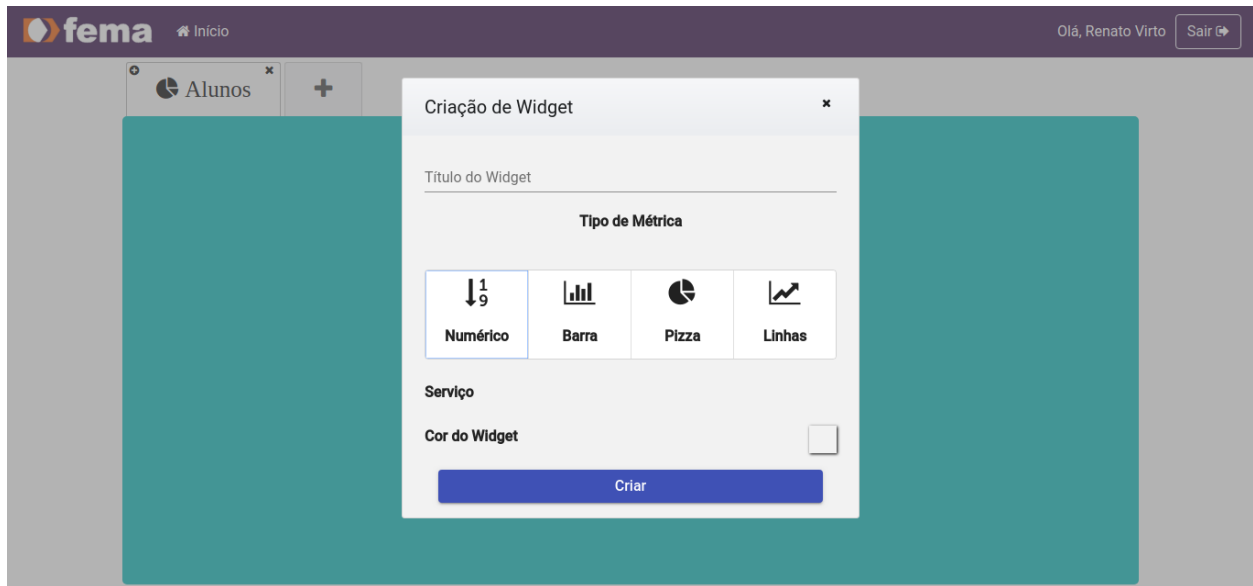 fema Início Olá, Renato Virto Sair
Alunos
Criação de Widget
Título do Widget
Tipo de Métrica
1
9
Numérico Barra Pizza Linhas
Serviço
Cor do Widget
Criar